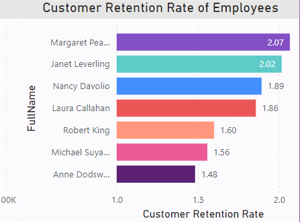 Customer Retention Rate of Employees
FullName
Margaret Pea... 2.07
Janet Leverling 2.02
Nancy Davolio 1.89
Laura Callahan 1.86
Robert King 1.60
Michael Suya... 1.56
Anne Dodsw... 1.48
00K 1.0 1.5 2.0
Customer Retention Rate